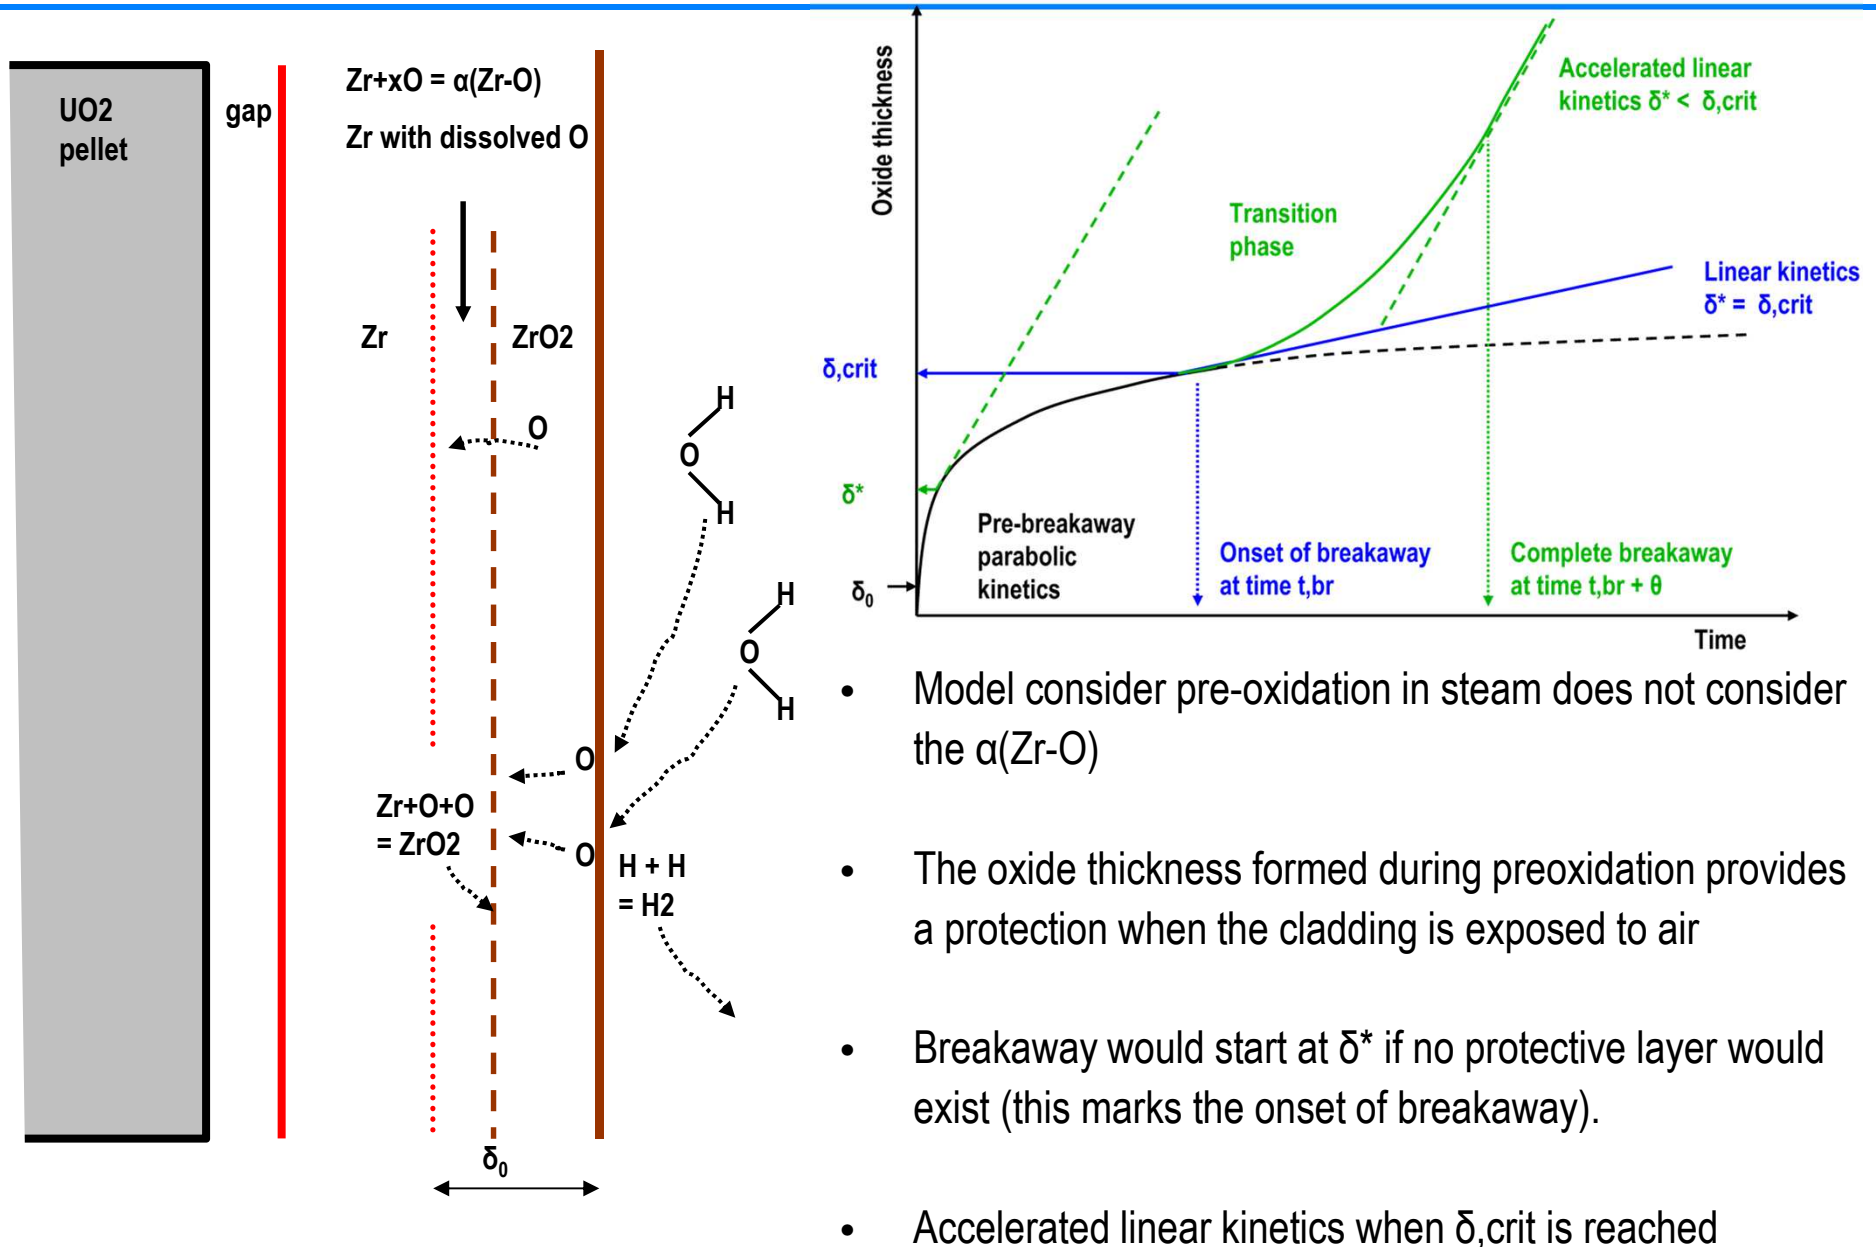 UO2
pellet
gap
Zr+xO = α(Zr-O)
Zr with dissolved O
Zr
ZrO2
O
H
O
H
H
O
H
O
O
Zr+O+O
= ZrO2
H + H
= H2
δ₀
Oxide thickness
Accelerated linear
kinetics δ* < δ,crit
Transition
phase
Linear kinetics
δ* = δ,crit
δ,crit
δ*
δ₀
Pre-breakaway
parabolic
kinetics
Onset of breakaway
at time t,br
Complete breakaway
at time t,br + θ
Time
• Model consider pre-oxidation in steam does not consider
the α(Zr-O)
• The oxide thickness formed during preoxidation provides
a protection when the cladding is exposed to air
• Breakaway would start at δ* if no protective layer would
exist (this marks the onset of breakaway).
• Accelerated linear kinetics when δ,crit is reached